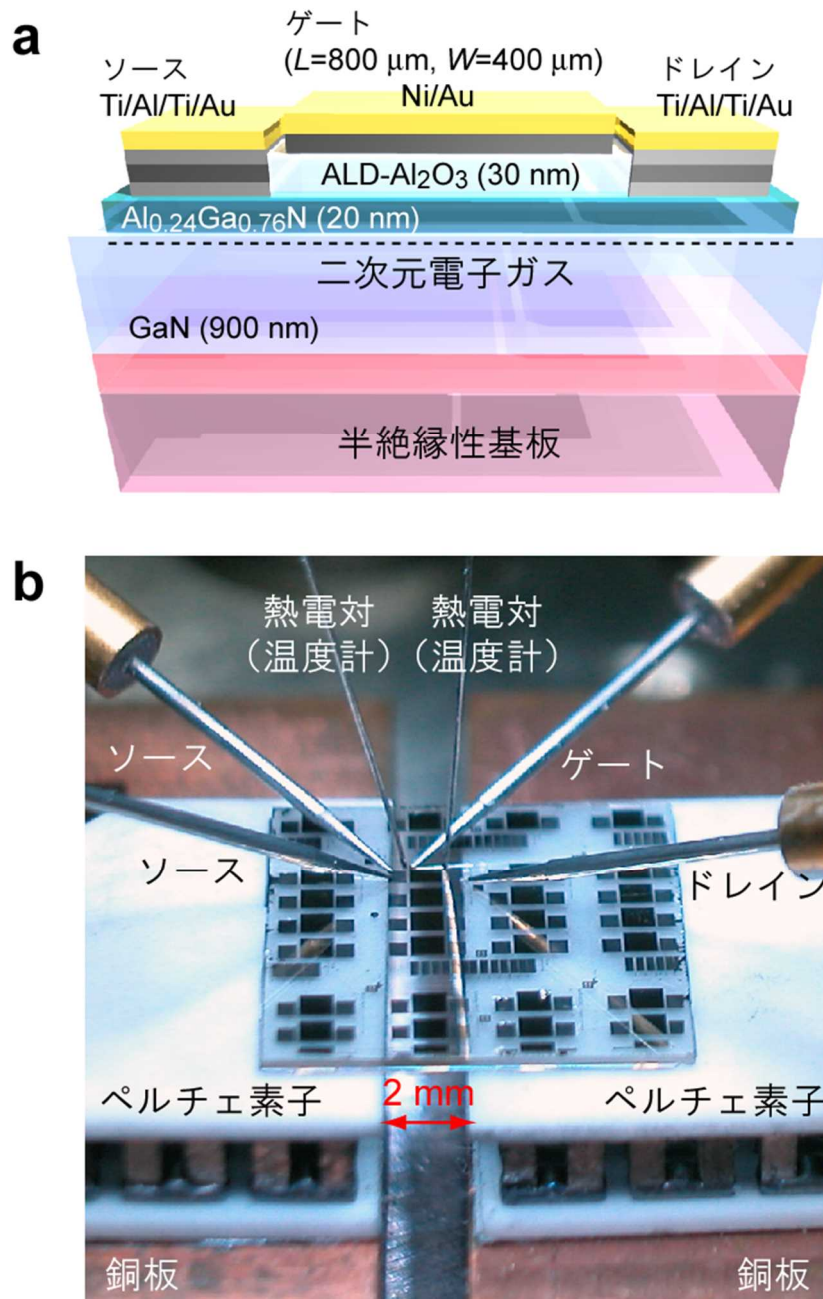 a
ゲート
(L=800 μm, W=400 μm)
ソース
Ti/Al/Ti/Au
Ni/Au
ドレイン
Ti/Al/Ti/Au
ALD-Al₂O₃ (30 nm)
Al₀.₂₄Ga₀.₇₆N (20 nm)
二次元電子ガス
GaN (900 nm)
半絶縁性基板
b
熱電対
（温度計）
熱電対
（温度計）
ソース
ゲート
ソース
ドレイン
ペルチェ素子
2 mm
ペルチェ素子
銅板
銅板